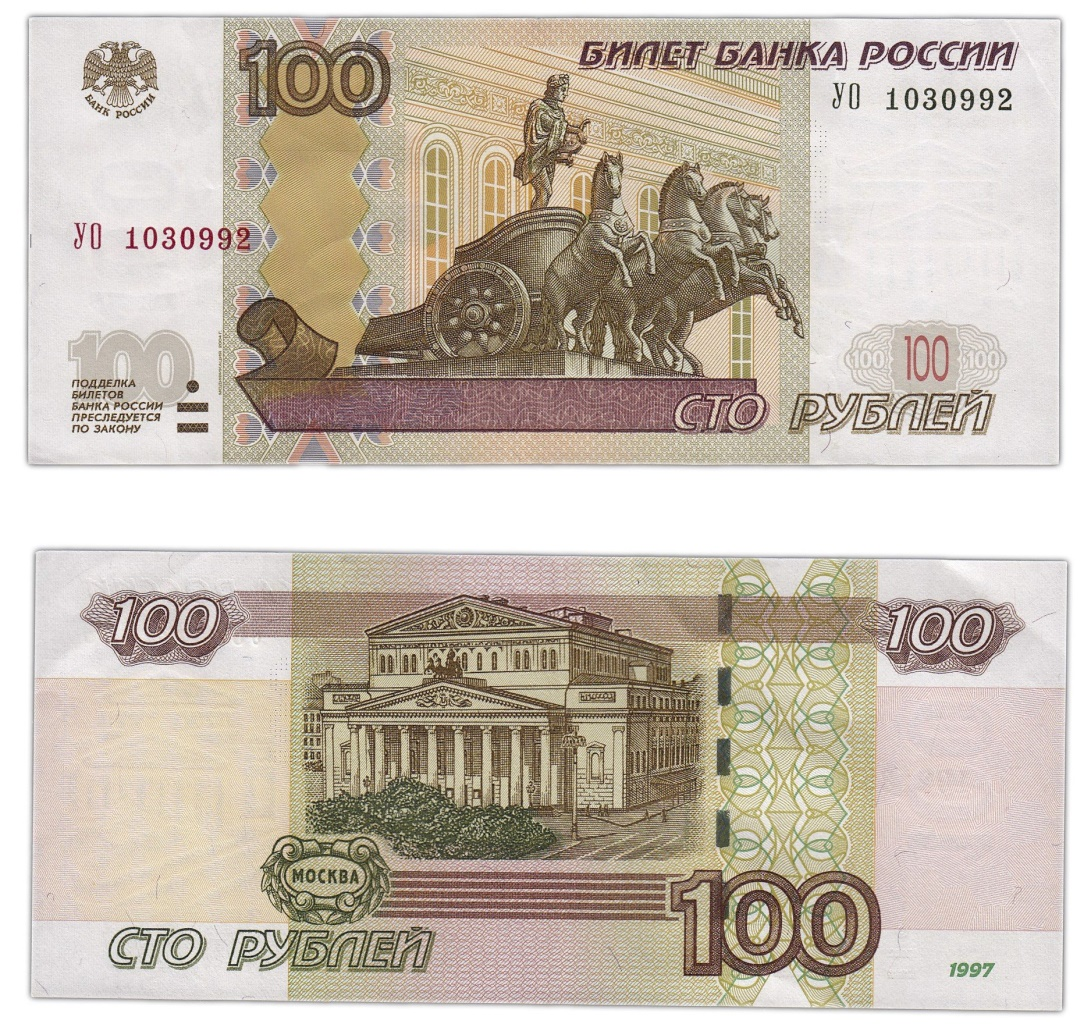 БАНК РОССИИ
100
БИЛЕТ БАНКА РОССИИ
УО 1030992
УО 1030992
100
ПОДДЕЛКА
БИЛЕТОВ
БАНКА РОССИИ
ПРЕСЛЕДУЕТСЯ
ПО ЗАКОНУ
100 100 100
СТО РУБЛЕЙ
100
100
МОСКВА
СТО РУБЛЕЙ
100
1997